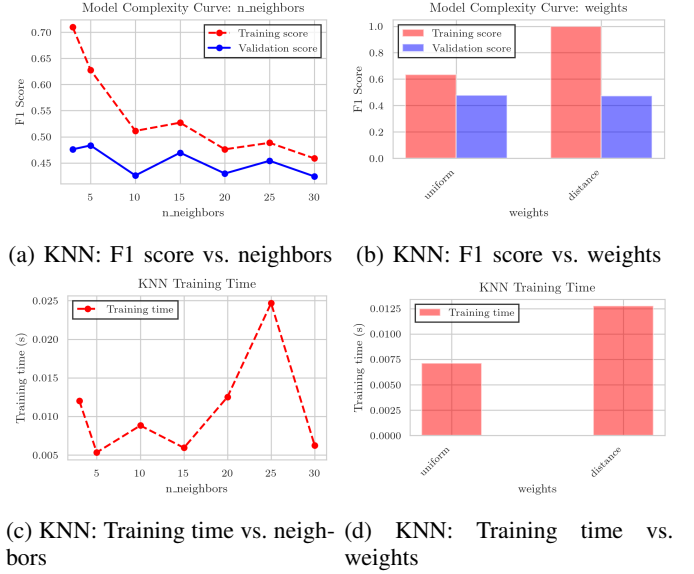 Model Complexity Curve: n_neighbors
Training score
Validation score
F1 Score
0.70
0.65
0.60
0.55
0.50
0.45
5 10 15 20 25 30
n_neighbors
(a) KNN: F1 score vs. neighbors
Model Complexity Curve: weights
Training score
Validation score
F1 Score
1.0
0.8
0.6
0.4
0.2
0.0
uniform distance
weights
(b) KNN: F1 score vs. weights
KNN Training Time
Training time
Training time (s)
0.025
0.020
0.015
0.010
0.005
5 10 15 20 25 30
n_neighbors
(c) KNN: Training time vs. neigh-
bors
KNN Training Time
Training time
Training time (s)
0.0125
0.0100
0.0075
0.0050
0.0025
0.0000
uniform distance
weights
(d) KNN: Training time vs.
weights